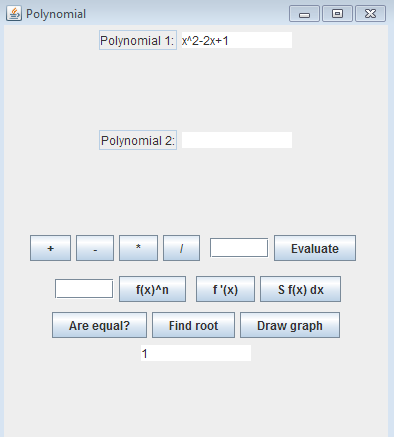 Polynomial
Polynomial 1: x^2-2x+1
Polynomial 2:
+ - * / Evaluate
f(x)^n f '(x) S f(x) dx
Are equal? Find root Draw graph
1